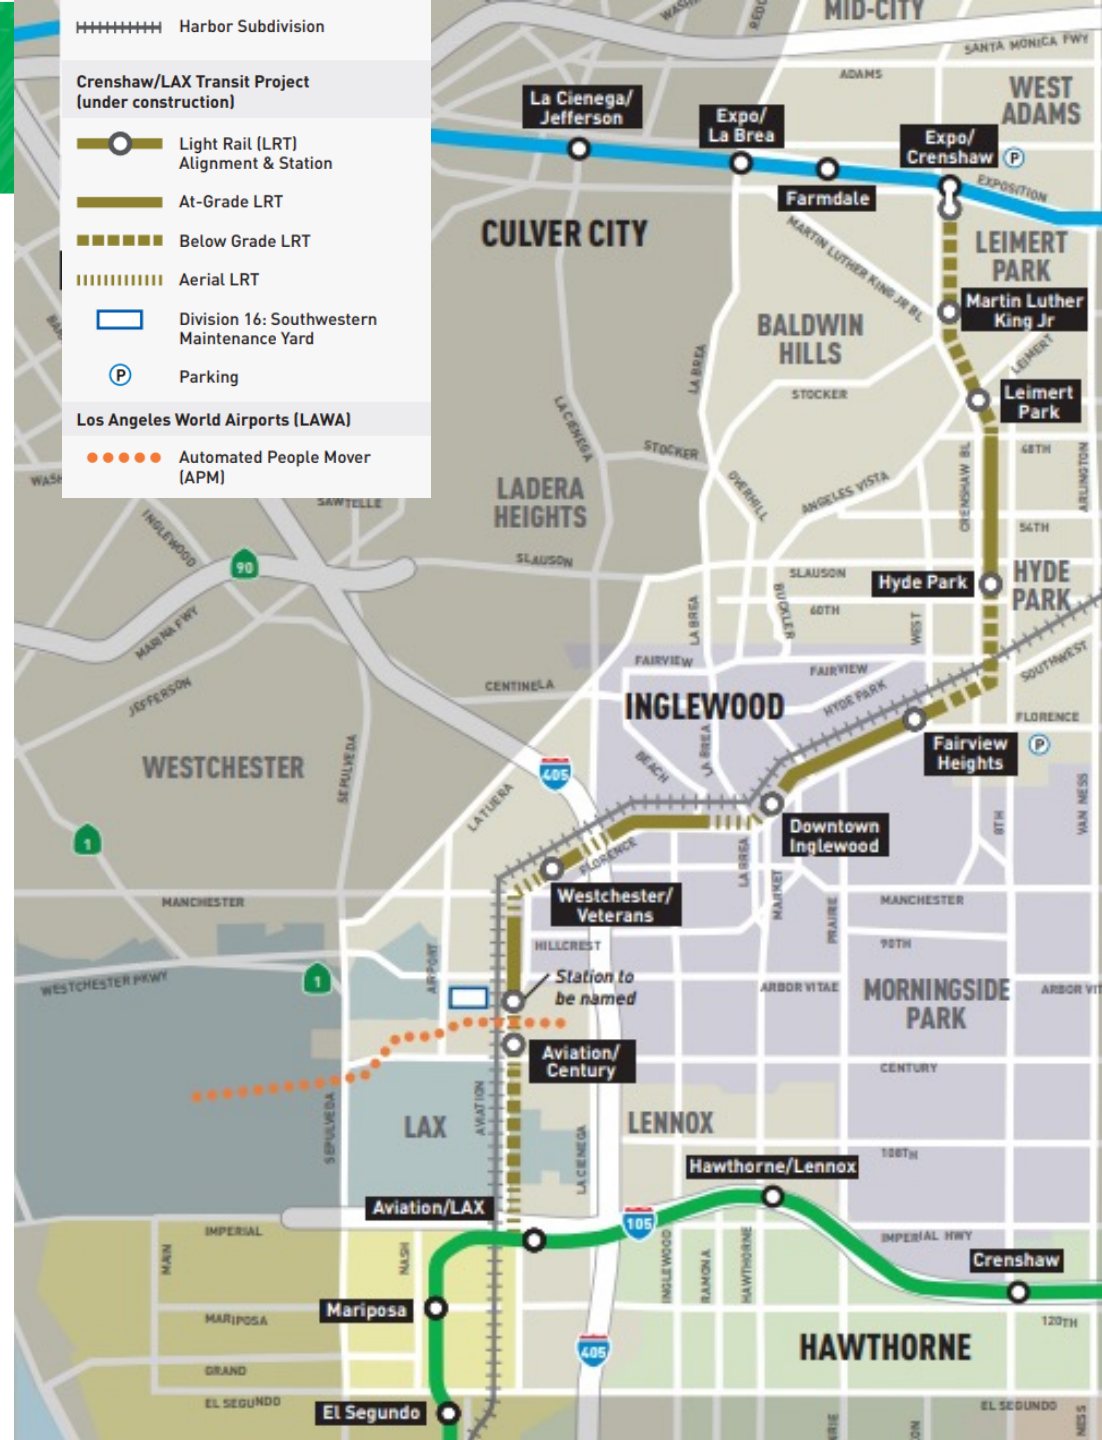 Harbor Subdivision
Crenshaw/LAX Transit Project
(under construction)
Light Rail (LRT)
Alignment & Station
At-Grade LRT
Below Grade LRT
Aerial LRT
Division 16: Southwestern
Maintenance Yard
P
Parking
Los Angeles World Airports (LAWA)
Automated People Mover
(APM)
MID-CITY
SANTA MONICA FWY
ADAMS
WEST
ADAMS
La Cienega/
Jefferson
Expo/
La Brea
Expo/
Crenshaw
P
Farmdale
EXPOSITION
CULVER CITY
MARTIN LUTHER KING JR BL
LEIMERT
PARK
Martin Luther
King Jr
BALDWIN
HILLS
LEIMERT
LA BREA
STOCKER
Leimert
Park
LA CIENEGA
STOCKER
48TH
CRENSHAW BL
ARLINGTON
OVERHILL
ANGELES VISTA
LADERA
HEIGHTS
SAWTELLE
INGLEWOOD
54TH
90
SLAUSON
SLAUSON
Hyde Park
HYDE
PARK
BUCKLER
60TH
WEST
LA BREA
MARINA FWY
FAIRVIEW
FAIRVIEW
SOUTHWEST
JEFFERSON
CENTINELA
HYDE PARK
INGLEWOOD
FLORENCE
Fairview
Heights
P
WESTCHESTER
SEPULVEDA
405
BEACH
LA BREA
LA TIJERA
8TH
VAN NESS
1
Downtown
Inglewood
FLORENCE
LA BREA
MARKET
PRAIRIE
MANCHESTER
Westchester/
Veterans
MANCHESTER
HILLCREST
90TH
AIRPORT
WESTCHESTER PKWY
1
Station to
be named
ARBOR VITAE
MORNINGSIDE
PARK
ARBOR VIT
Aviation/
Century
CENTURY
LAX
AVIATION
SEPULVEDA
LENNOX
LA CIENEGA
108TH
Hawthorne/Lennox
Aviation/LAX
IMPERIAL
105
IMPERIAL HWY
MAIN
NASH
INGLEWOOD
RAMONA
HAWTHORNE
Crenshaw
Mariposa
MARIPOSA
120TH
405
HAWTHORNE
GRAND
EL SEGUNDO
El Segundo
EL SEGUNDO
NESS